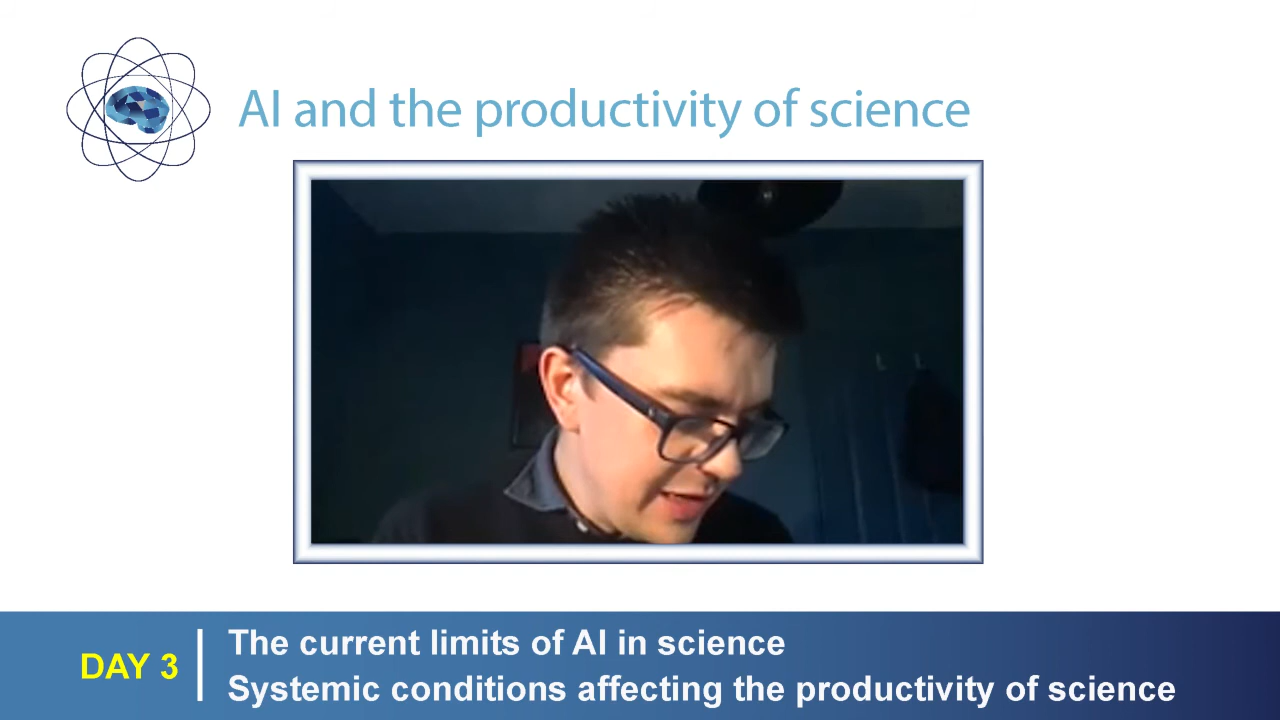 AI and the productivity of science
DAY 3
The current limits of AI in science
Systemic conditions affecting the productivity of science